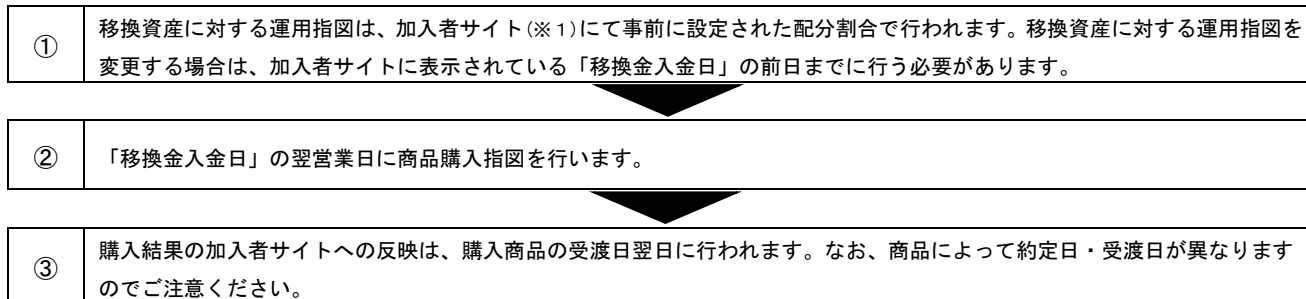 ①
移換資産に対する運用指図は、加入者サイト(※1)にて事前に設定された配分割合で行われます。移換資産に対する運用指図を
変更する場合は、加入者サイトに表示されている「移換金入金日」の前日までに行う必要があります。
②
「移換金入金日」の翌営業日に商品購入指図を行います。
③
購入結果の加入者サイトへの反映は、購入商品の受渡日翌日に行われます。なお、商品によって約定日・受渡日が異なります
のでご注意ください。